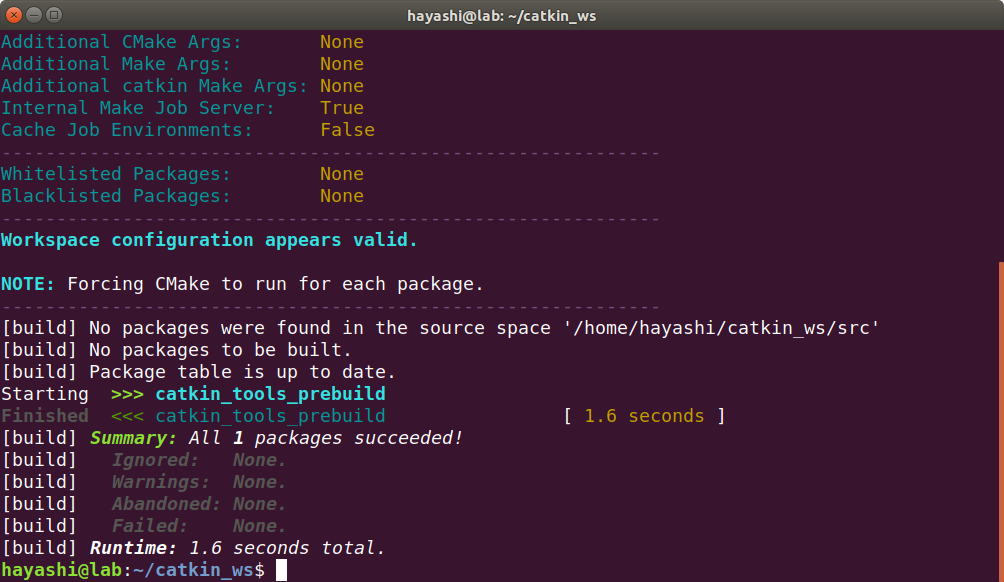 hayashi@lab: ~/catkin_ws
Additional CMake Args: None
Additional Make Args: None
Additional catkin Make Args: None
Internal Make Job Server: True
Cache Job Environments: False
------------------------------------------------------------
Whitelisted Packages: None
Blacklisted Packages: None
------------------------------------------------------------
Workspace configuration appears valid.
NOTE: Forcing CMake to run for each package.
------------------------------------------------------------
[build] No packages were found in the source space '/home/hayashi/catkin_ws/src'
[build] No packages to be built.
[build] Package table is up to date.
Starting >>> catkin_tools_prebuild
Finished <<< catkin_tools_prebuild [ 1.6 seconds ]
[build] Summary: All 1 packages succeeded!
[build] Ignored: None.
[build] Warnings: None.
[build] Abandoned: None.
[build] Failed: None.
[build] Runtime: 1.6 seconds total.
hayashi@lab:~/catkin_ws$